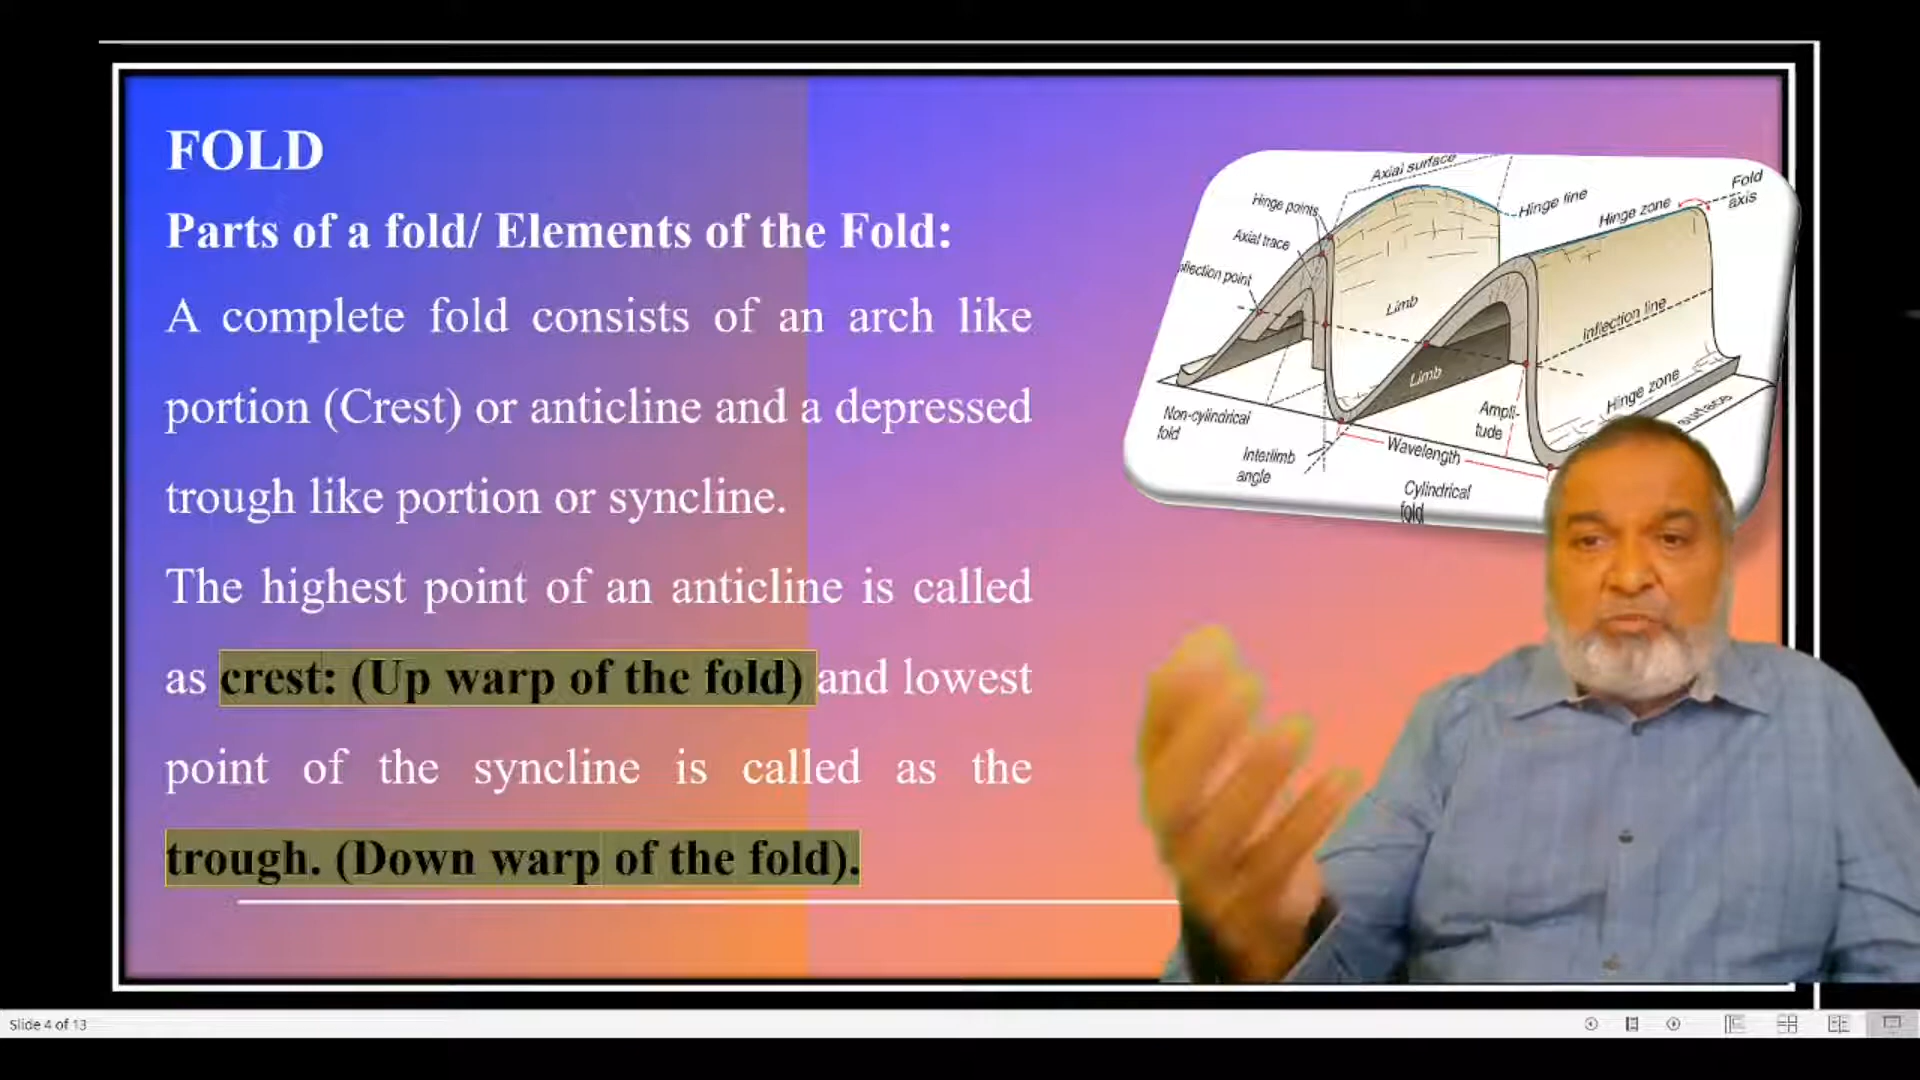 FOLD
Parts of a fold/ Elements of the Fold:
A complete fold consists of an arch like
portion (Crest) or anticline and a depressed
trough like portion or syncline.
The highest point of an anticline is called
as crest: (Up warp of the fold) and lowest
point of the syncline is called as the
trough. (Down warp of the fold).
Axial surface
Hinge points
Hinge line
Hinge zone
Fold
axis
Axial trace
nflection point
Limb
Inflection line
Limb
Hinge zone
surface
Non-cylindrical
fold
Ampli-
tude
Interlimb
angle
Wavelength
Cylindrical
fold
Slide 4 of 13